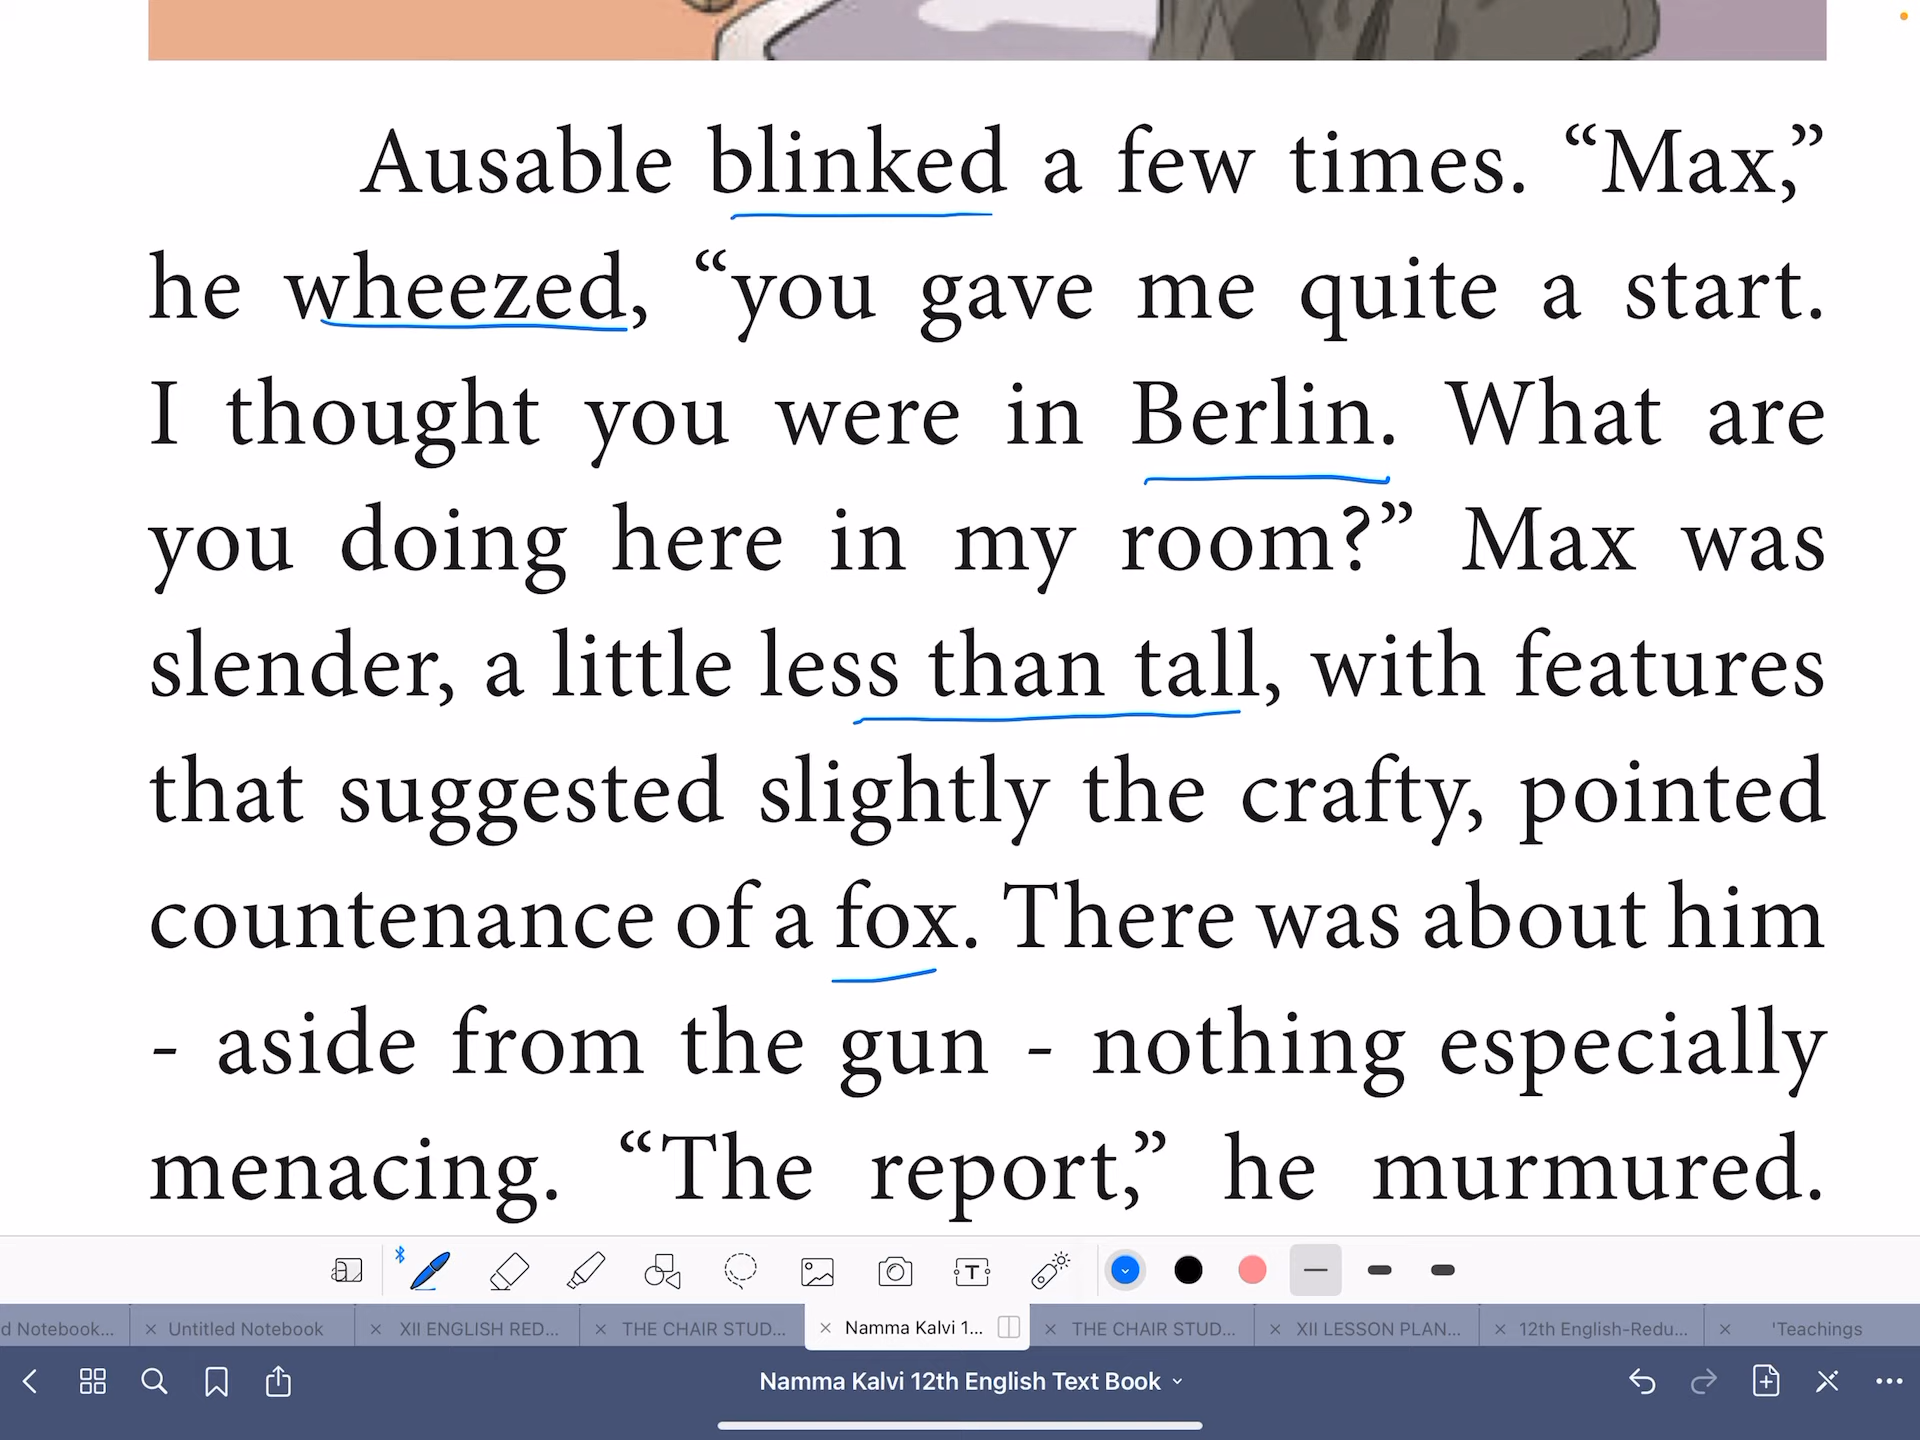 Ausable blinked a few times. “Max,”
he wheezed, “you gave me quite a start.
I thought you were in Berlin. What are
you doing here in my room?” Max was
slender, a little less than tall, with features
that suggested slightly the crafty, pointed
countenance of a fox. There was about him
- aside from the gun - nothing especially
menacing. “The report,” he murmured.
d Notebook... × Untitled Notebook × XII ENGLISH RED... × THE CHAIR STUD... × Namma Kalvi 1... × THE CHAIR STUD... × XII LESSON PLAN... × 12th English-Redu... × 'Teachings
Namma Kalvi 12th English Text Book